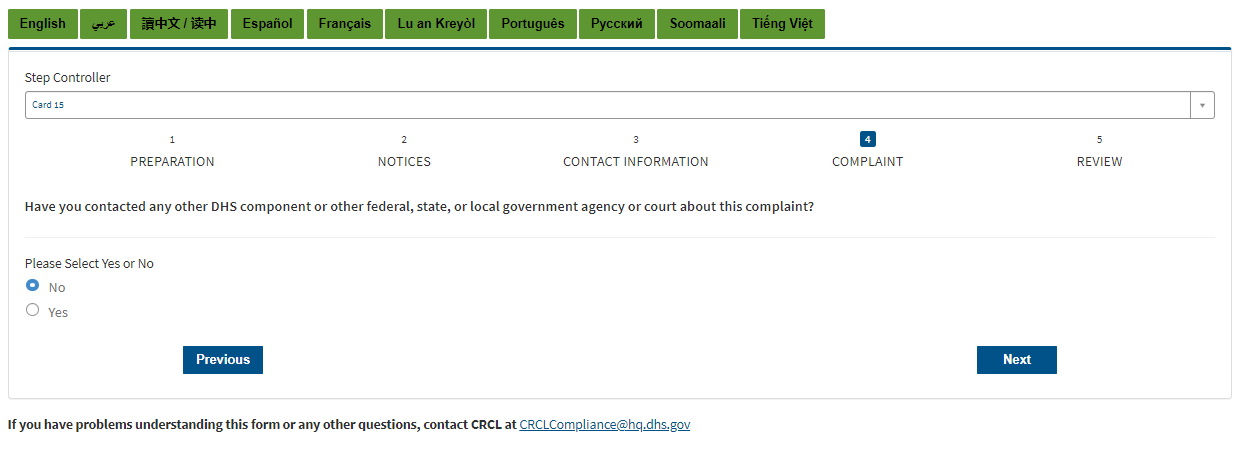 English عربي 讀中文 / 读中 Español Français Lu an Kreyòl Português Русский Soomaali Tiếng Việt
Step Controller
Card 15
1 2 3 4 5
PREPARATION NOTICES CONTACT INFORMATION COMPLAINT REVIEW
Have you contacted any other DHS component or other federal, state, or local government agency or court about this complaint?
Please Select Yes or No
No
Yes
Previous Next
If you have problems understanding this form or any other questions, contact CRCL at CRCLCompliance@hq.dhs.gov